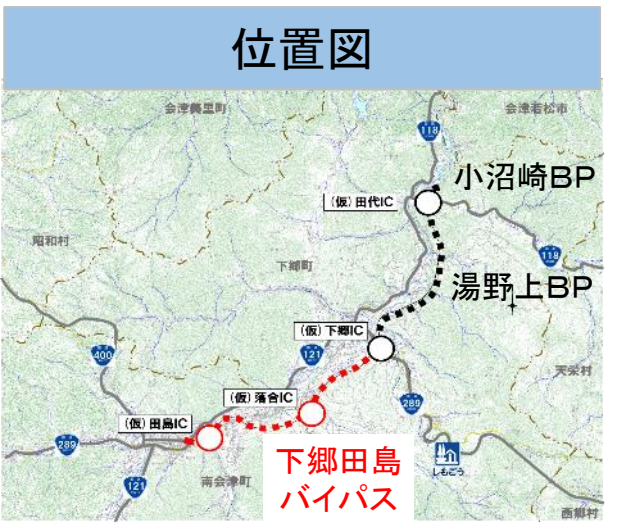 位置図
会津美里町
会津若松市
118
小沼崎BP
(仮)田代IC
昭和村
下郷町
118
湯野上BP
(仮)下郷IC
121
400
天栄村
(仮)落合IC
289
(仮)田島IC
289
下郷田島
バイパス
しもごう
南会津町
121
西郷村